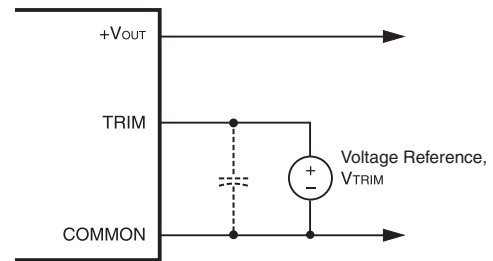 +VOUT
TRIM
+
−
Voltage Reference,
VTRIM
COMMON